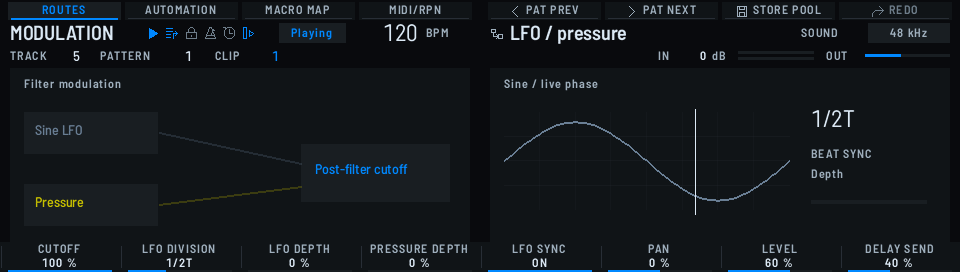 ROUTES AUTOMATION MACRO MAP MIDI/RPN PAT PREV PAT NEXT STORE POOL REDO
MODULATION Playing 120 BPM LFO / pressure SOUND 48 kHz
TRACK 5 PATTERN 1 CLIP 1 IN 0 dB OUT
Filter modulation
Sine LFO
Pressure
Post-filter cutoff
Sine / live phase
1/2T
BEAT SYNC
Depth
CUTOFF LFO DIVISION LFO DEPTH PRESSURE DEPTH LFO SYNC PAN LEVEL DELAY SEND
100 % 1/2T 0 % 0 % ON 0 % 60 % 40 %